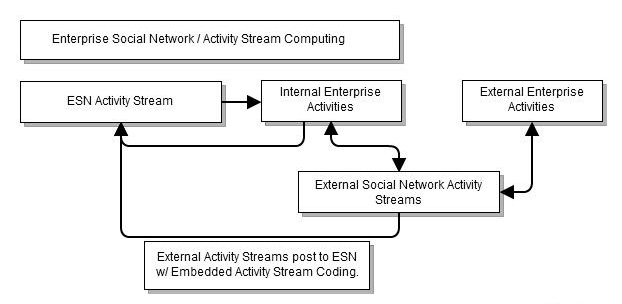 Enterprise Social Network / Activity Stream Computing
ESN Activity Stream
Internal Enterprise
Activities
External Enterprise
Activities
External Social Network Activity
Streams
External Activity Streams post to ESN
w/ Embedded Activity Stream Coding.